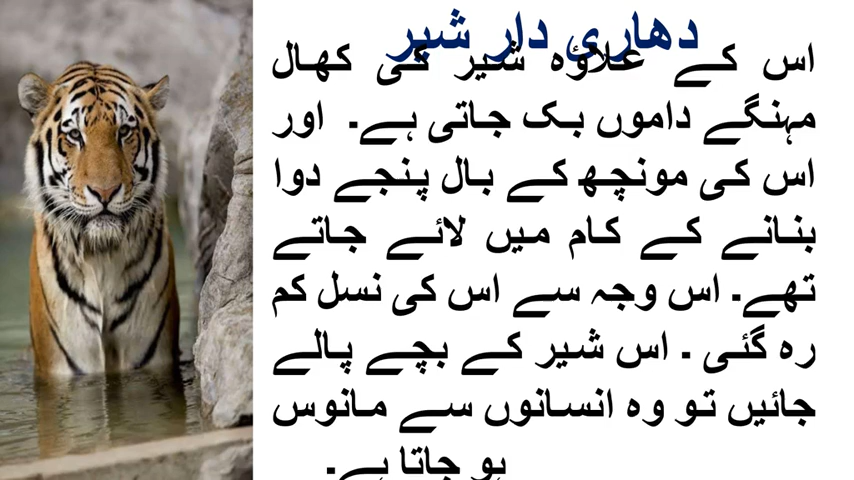 دھاری دار شیر
اس کے علاؤہ شیر کی کھال
مہنگے داموں بک جاتی ہے۔ اور
اس کی مونچھ کے بال پنجے دوا
بنانے کے کام میں لائے جاتے
تھے۔ اس وجہ سے اس کی نسل کم
رہ گئی ۔ اس شیر کے بچے پالے
جائیں تو وہ انسانوں سے مانوس
ہو جاتا ہے۔